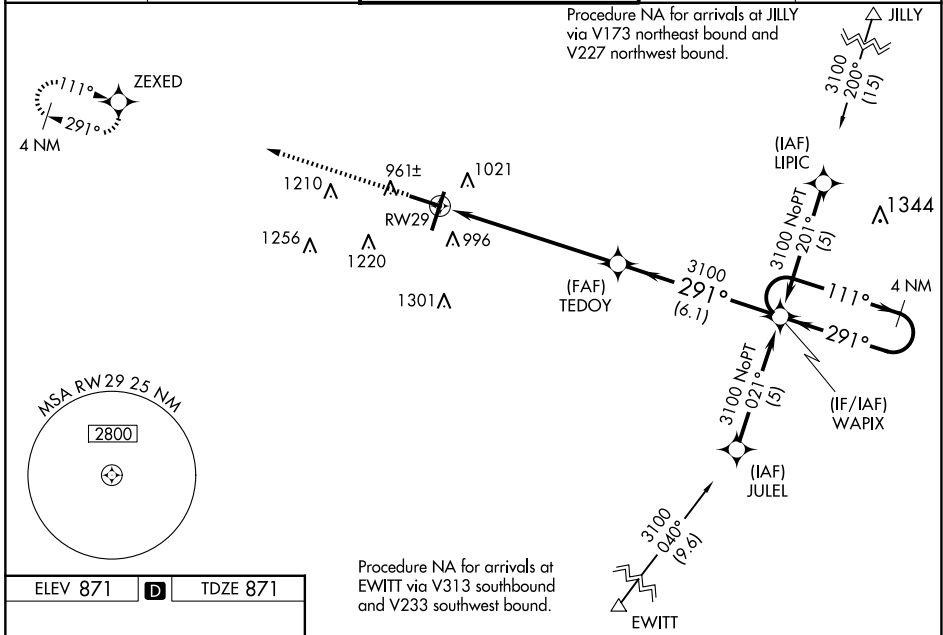 Procedure NA for arrivals at JILLY
via V173 northeast bound and
V227 northwest bound.
JILLY
3100
200°
(15)
ZEXED
111°
291°
4 NM
(IAF)
LIPIC
1344
3100 NoPT
201°
(5)
1210
961±
1021
RW29
996
1256
1220
1301
(FAF)
TEDOY
3100
291°
(6.1)
111°
4 NM
291°
(IF/IAF)
WAPIX
3100 NoPT
021°
(5)
(IAF)
JULEL
MSA RW29 25 NM
2800
3100
040°
(9.6)
EWITT
Procedure NA for arrivals at
EWITT via V313 southbound
and V233 southwest bound.
ELEV 871 D TDZE 871